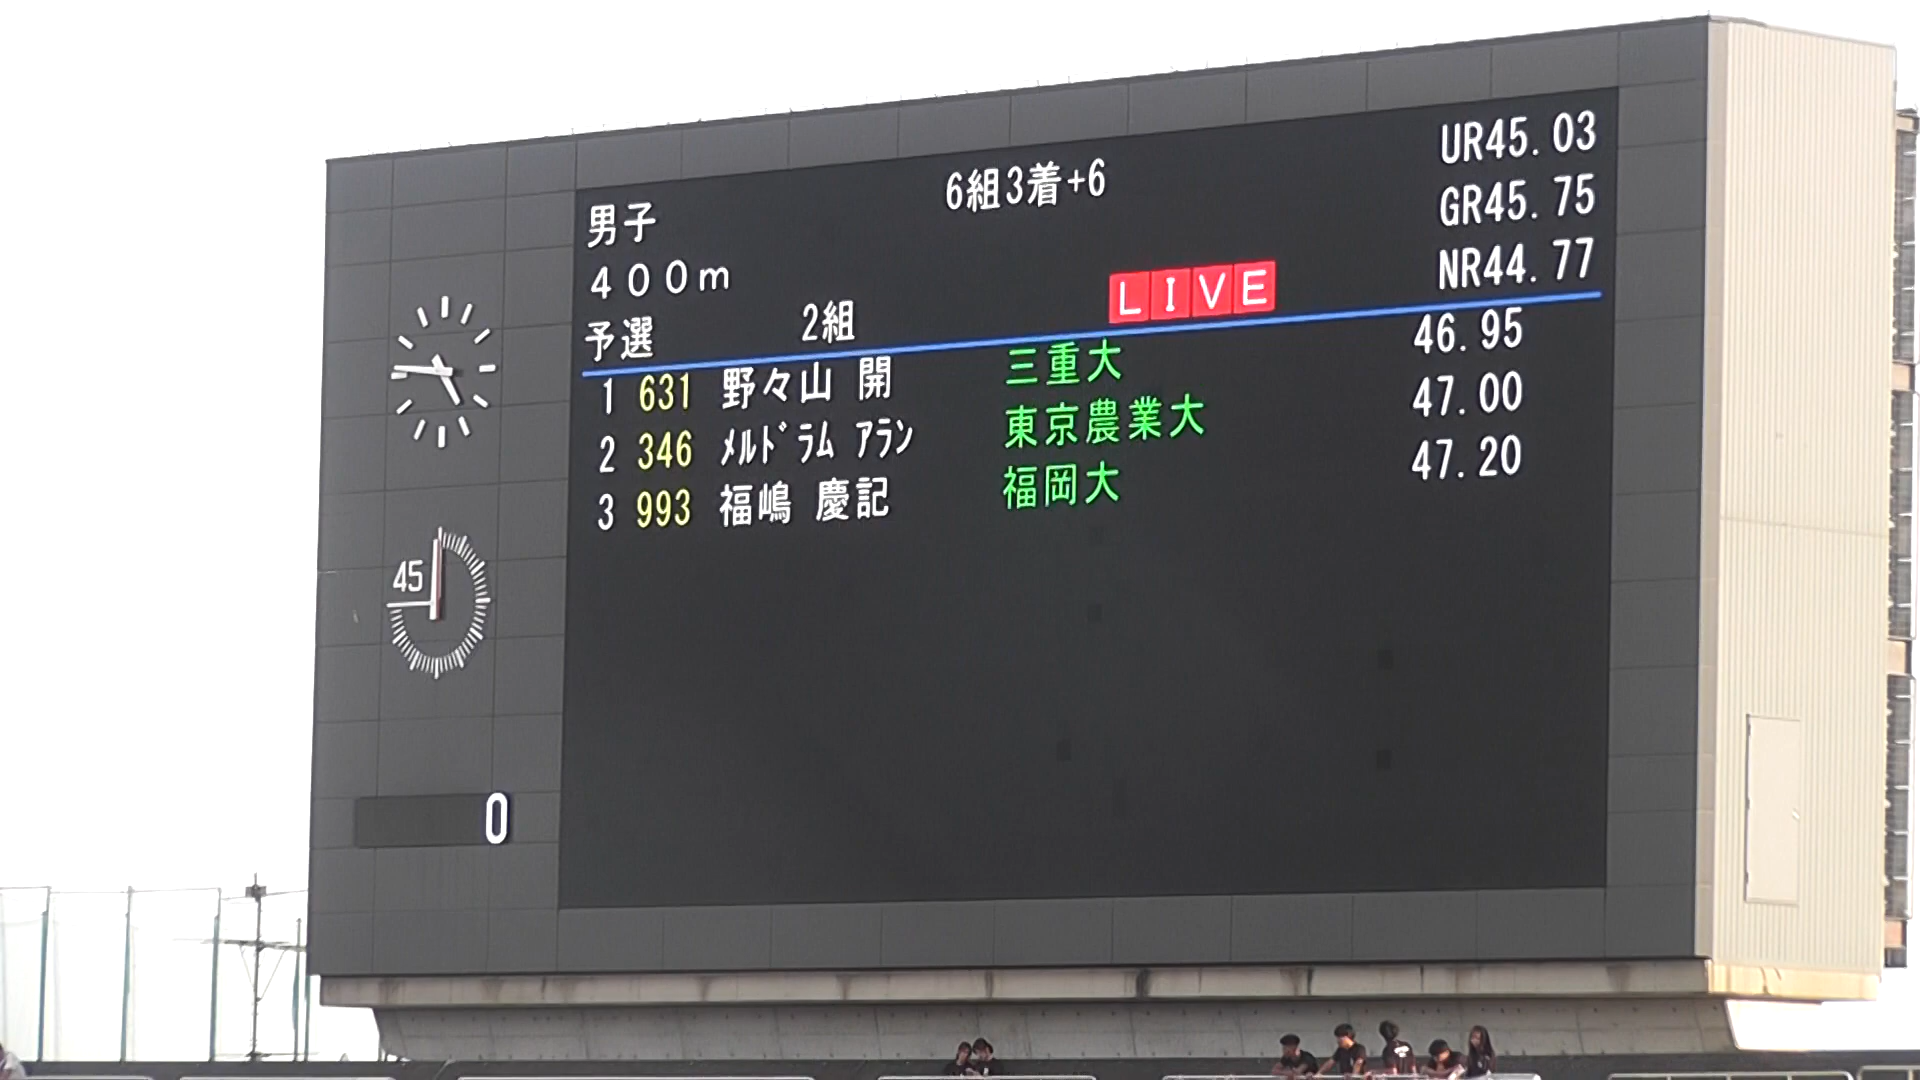 UR45.03
6組3着+6
GR45.75
男子
NR44.77
400m
LIVE
予選 2組
1 631 野々山 開 三重大 46.95
2 346 ﾒﾙﾄﾞﾗﾑ ｱﾗﾝ 東京農業大 47.00
3 993 福嶋 慶記 福岡大 47.20
45
0